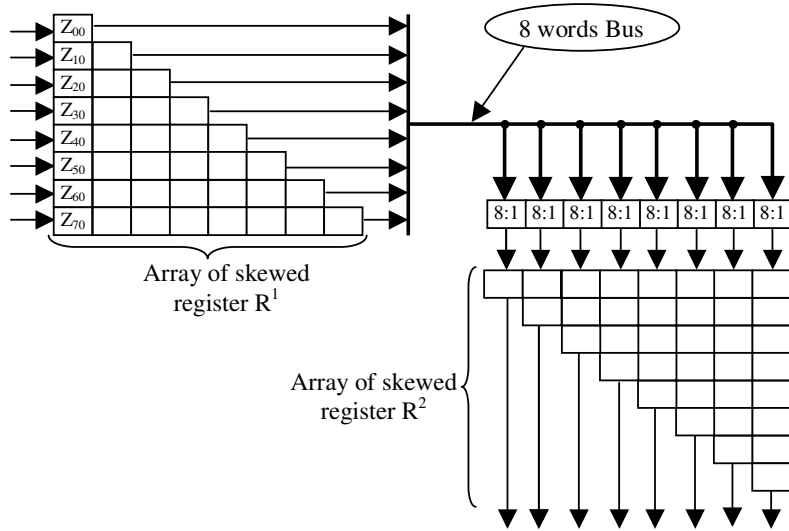 Z₀₀
Z₁₀
Z₂₀
Z₃₀
Z₄₀
Z₅₀
Z₆₀
Z₇₀
8 words Bus
8:1 8:1 8:1 8:1 8:1 8:1 8:1 8:1
Array of skewed
register R¹
Array of skewed
register R²